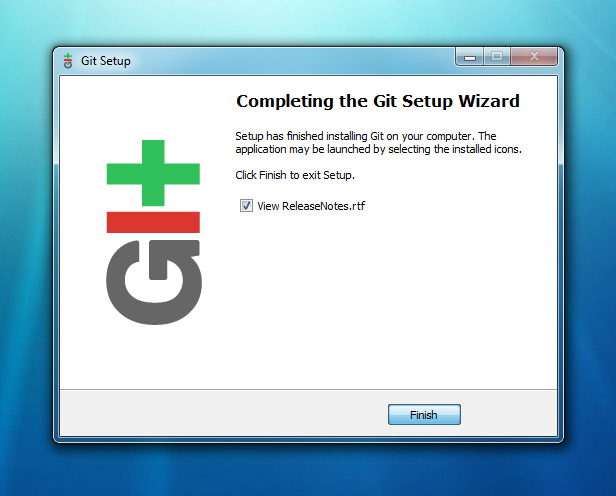 Git Setup
Completing the Git Setup Wizard
Setup has finished installing Git on your computer. The
application may be launched by selecting the installed icons.
Click Finish to exit Setup.
View ReleaseNotes.rtf
GIt
Finish